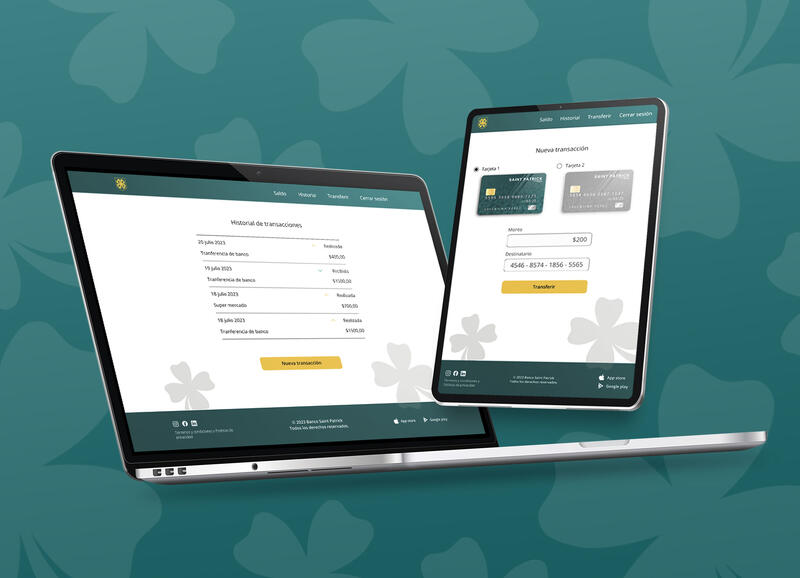 Saldo Historial Transferir Cerrar sesión
Historial de transacciones
20 julio 2023 Realizada
Tranferencia de banco $400,00
19 julio 2023 Recibida
Tranferencia de banco $1500,00
18 julio 2023 Realizada
Super mercado $700,00
18 julio 2023 Realizada
Tranferencia de banco $1500,00
Nueva transacción
Términos y condiciones y Políticas de
privacidad
© 2023 Banco Saint Patrick
Todos los derechos reservados.
App store Google play
Saldo Historial Transferir Cerrar sesión
Nueva transacción
Tarjeta 1 Tarjeta 2
SAINT PATRICK
SAINT PATRICK
Monto
$200
Destinatario
4546 - 8574 - 1856 - 5565
Transferir
Términos y condiciones y
Políticas de privacidad
© 2023 Banco Saint Patrick
Todos los derechos reservados.
App store
Google play